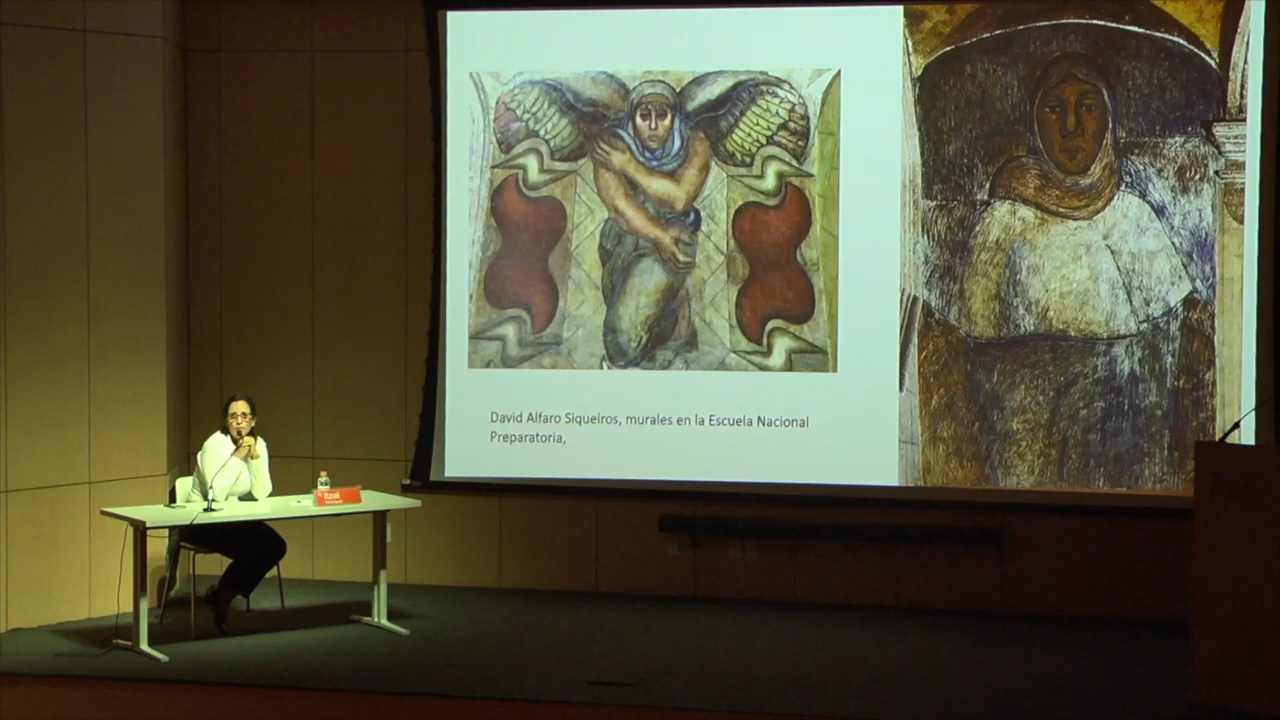 David Alfaro Siqueiros, murales en la Escuela Nacional
Preparatoria,
Itzel